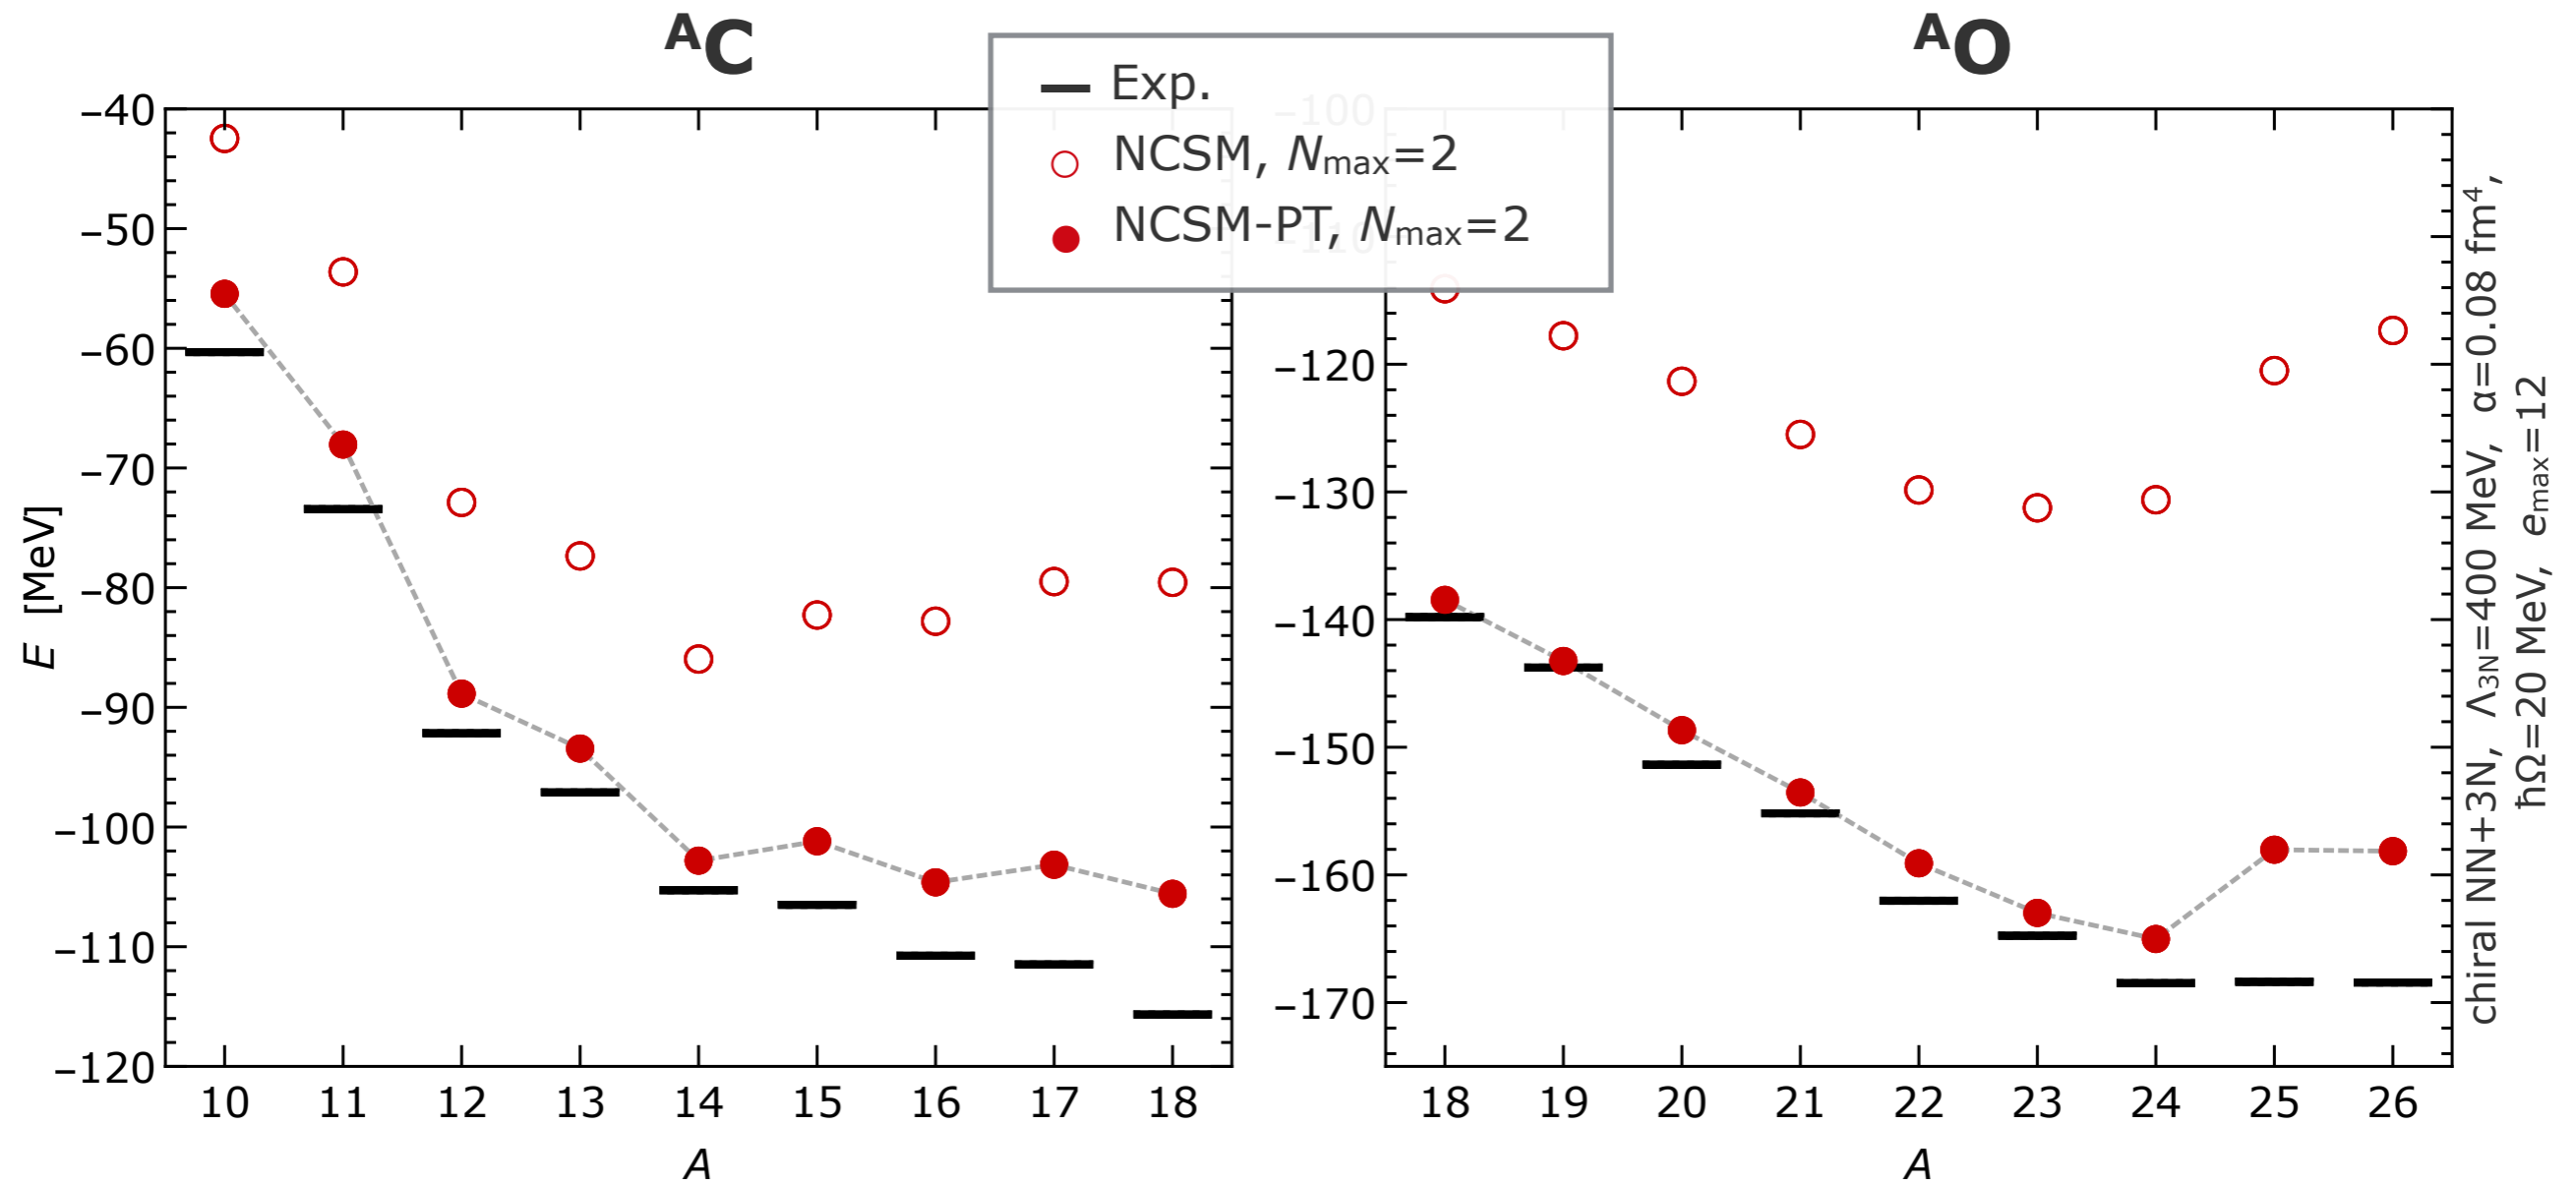 AC
AO
Exp.
NCSM, Nmax=2
NCSM-PT, Nmax=2
E [MeV]
–40
–50
–60
–70
–80
–90
–100
–110
–120
10 11 12 13 14 15 16 17 18
A
–100
–110
–120
–130
–140
–150
–160
–170
18 19 20 21 22 23 24 25 26
A
chiral NN+3N, Λ3N=400 MeV, α=0.08 fm⁴,
ħΩ=20 MeV, emax=12